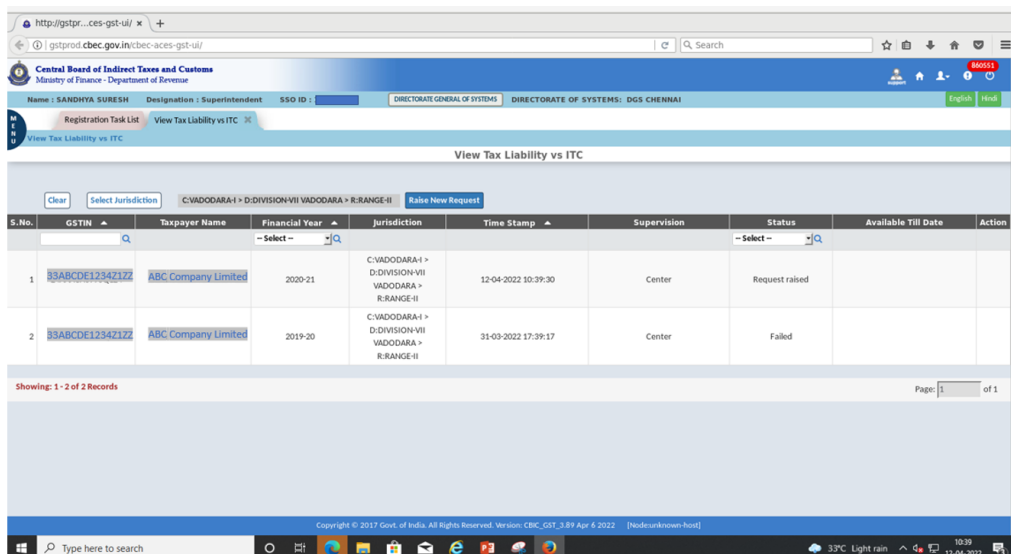 http://gstpr...ces-gst-ui/ × +
gstprod.cbec.gov.in/cbec-aces-gst-ui/ Search
Central Board of Indirect Taxes and Customs
Ministry of Finance - Department of Revenue
support 860551
Name : SANDHYA SURESH Designation : Superintendent SSO ID : DIRECTORATE GENERAL OF SYSTEMS DIRECTORATE OF SYSTEMS: DGS CHENNAI English Hindi
MENU
Registration Task List View Tax Liability vs ITC
View Tax Liability vs ITC
View Tax Liability vs ITC
Clear Select Jurisdiction C:VADODARA-I > D:DIVISION-VII VADODARA > R:RANGE-II Raise New Request
S.No. GSTIN Taxpayer Name Financial Year Jurisdiction Time Stamp Supervision Status Available Till Date Action
-- Select -- -- Select --
C:VADODARA-I >
D:DIVISION-VII
1 33ABCDE1234Z1ZZ ABC Company Limited 2020-21 VADODARA > 12-04-2022 10:39:30 Center Request raised
R:RANGE-II
C:VADODARA-I >
D:DIVISION-VII
2 33ABCDE1234Z1ZZ ABC Company Limited 2019-20 VADODARA > 31-03-2022 17:39:17 Center Failed
R:RANGE-II
Showing: 1 - 2 of 2 Records Page: 1 of 1
Copyright © 2017 Govt. of India. All Rights Reserved. Version: CBIC_GST_3.89 Apr 6 2022 [Node:unknown-host]
Type here to search 33°C Light rain 10:39